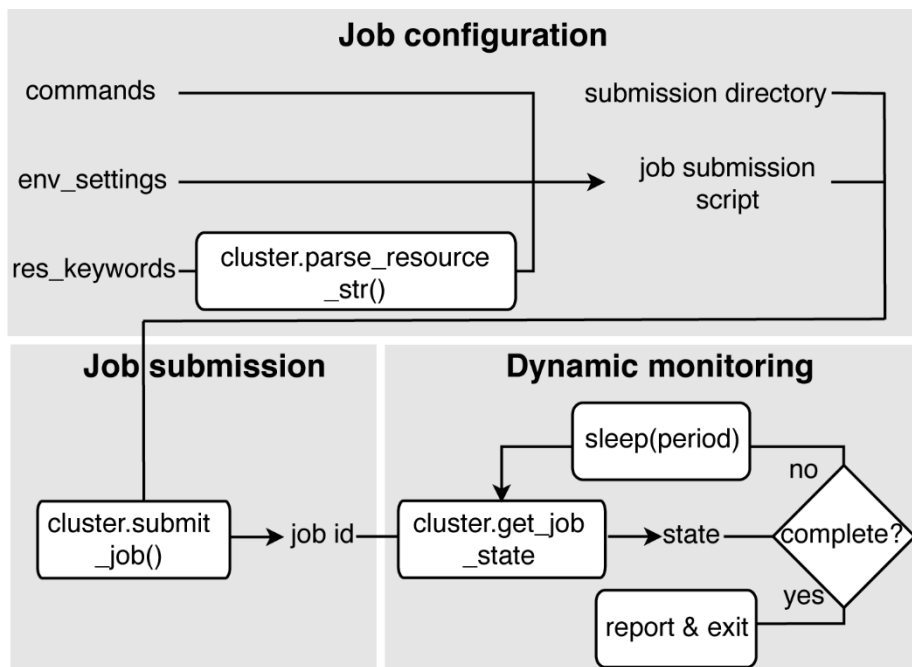 Job configuration
commands
submission directory
env_settings
job submission
script
res_keywords
cluster.parse_resource
_str()
Job submission
Dynamic monitoring
sleep(period)
no
cluster.submit
_job()
job id
cluster.get_job
_state
state
complete?
yes
report & exit